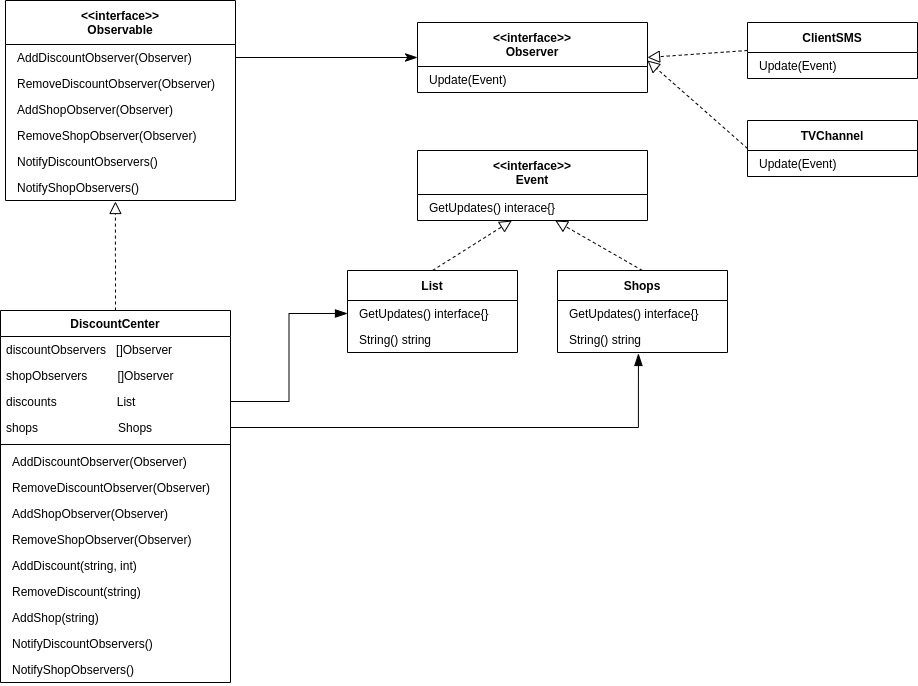 <<interface>>
Observable
AddDiscountObserver(Observer)
RemoveDiscountObserver(Observer)
AddShopObserver(Observer)
RemoveShopObserver(Observer)
NotifyDiscountObservers()
NotifyShopObservers()
<<interface>>
Observer
Update(Event)
ClientSMS
Update(Event)
TVChannel
Update(Event)
<<interface>>
Event
GetUpdates() interace{}
List
GetUpdates() interface{}
String() string
Shops
GetUpdates() interface{}
String() string
DiscountCenter
discountObservers []Observer
shopObservers []Observer
discounts List
shops Shops
AddDiscountObserver(Observer)
RemoveDiscountObserver(Observer)
AddShopObserver(Observer)
RemoveShopObserver(Observer)
AddDiscount(string, int)
RemoveDiscount(string)
AddShop(string)
NotifyDiscountObservers()
NotifyShopObservers()